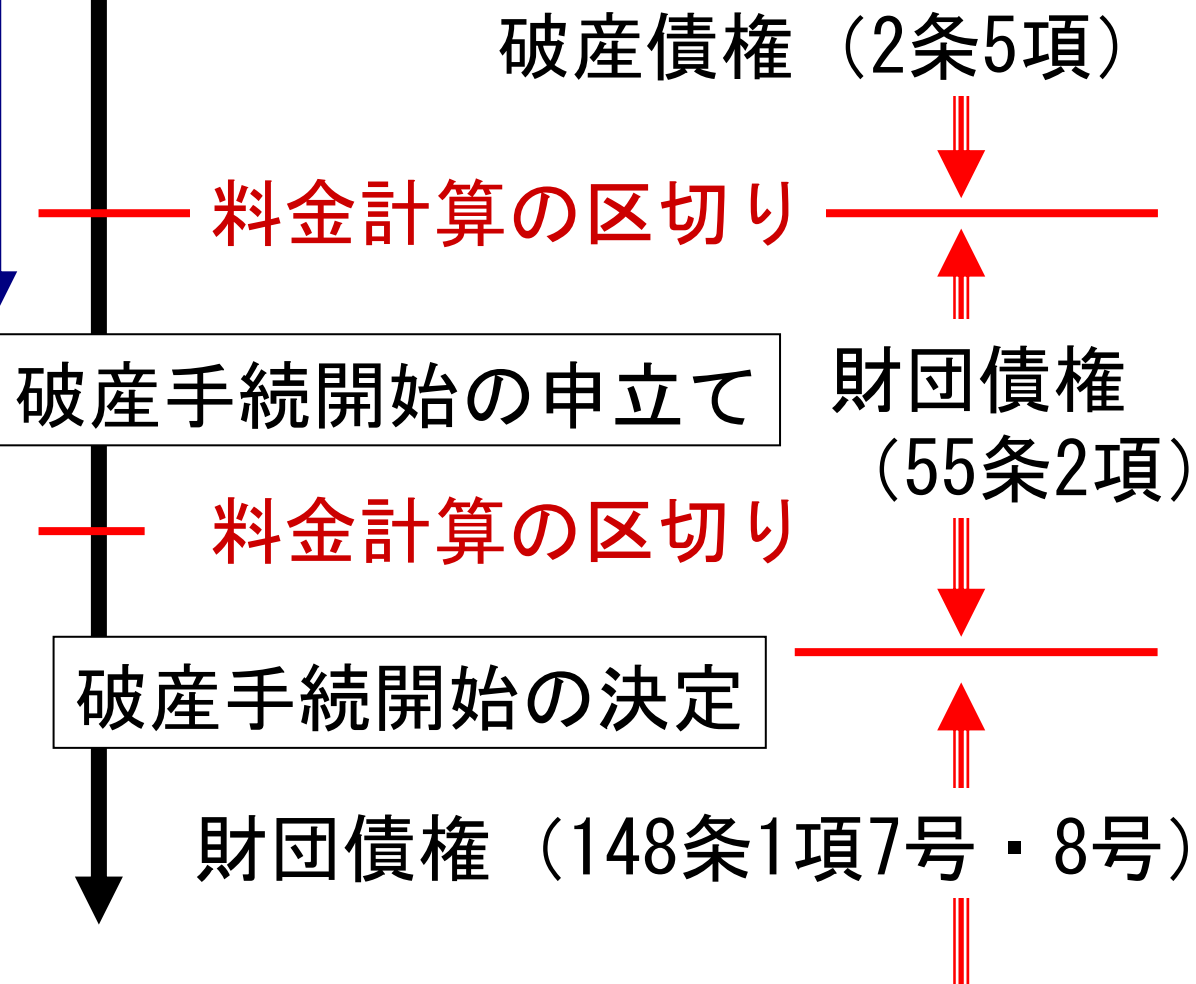 破産債権（2条5項）
料金計算の区切り
破産手続開始の申立て
財団債権
（55条2項）
料金計算の区切り
破産手続開始の決定
財団債権（148条1項7号・8号）